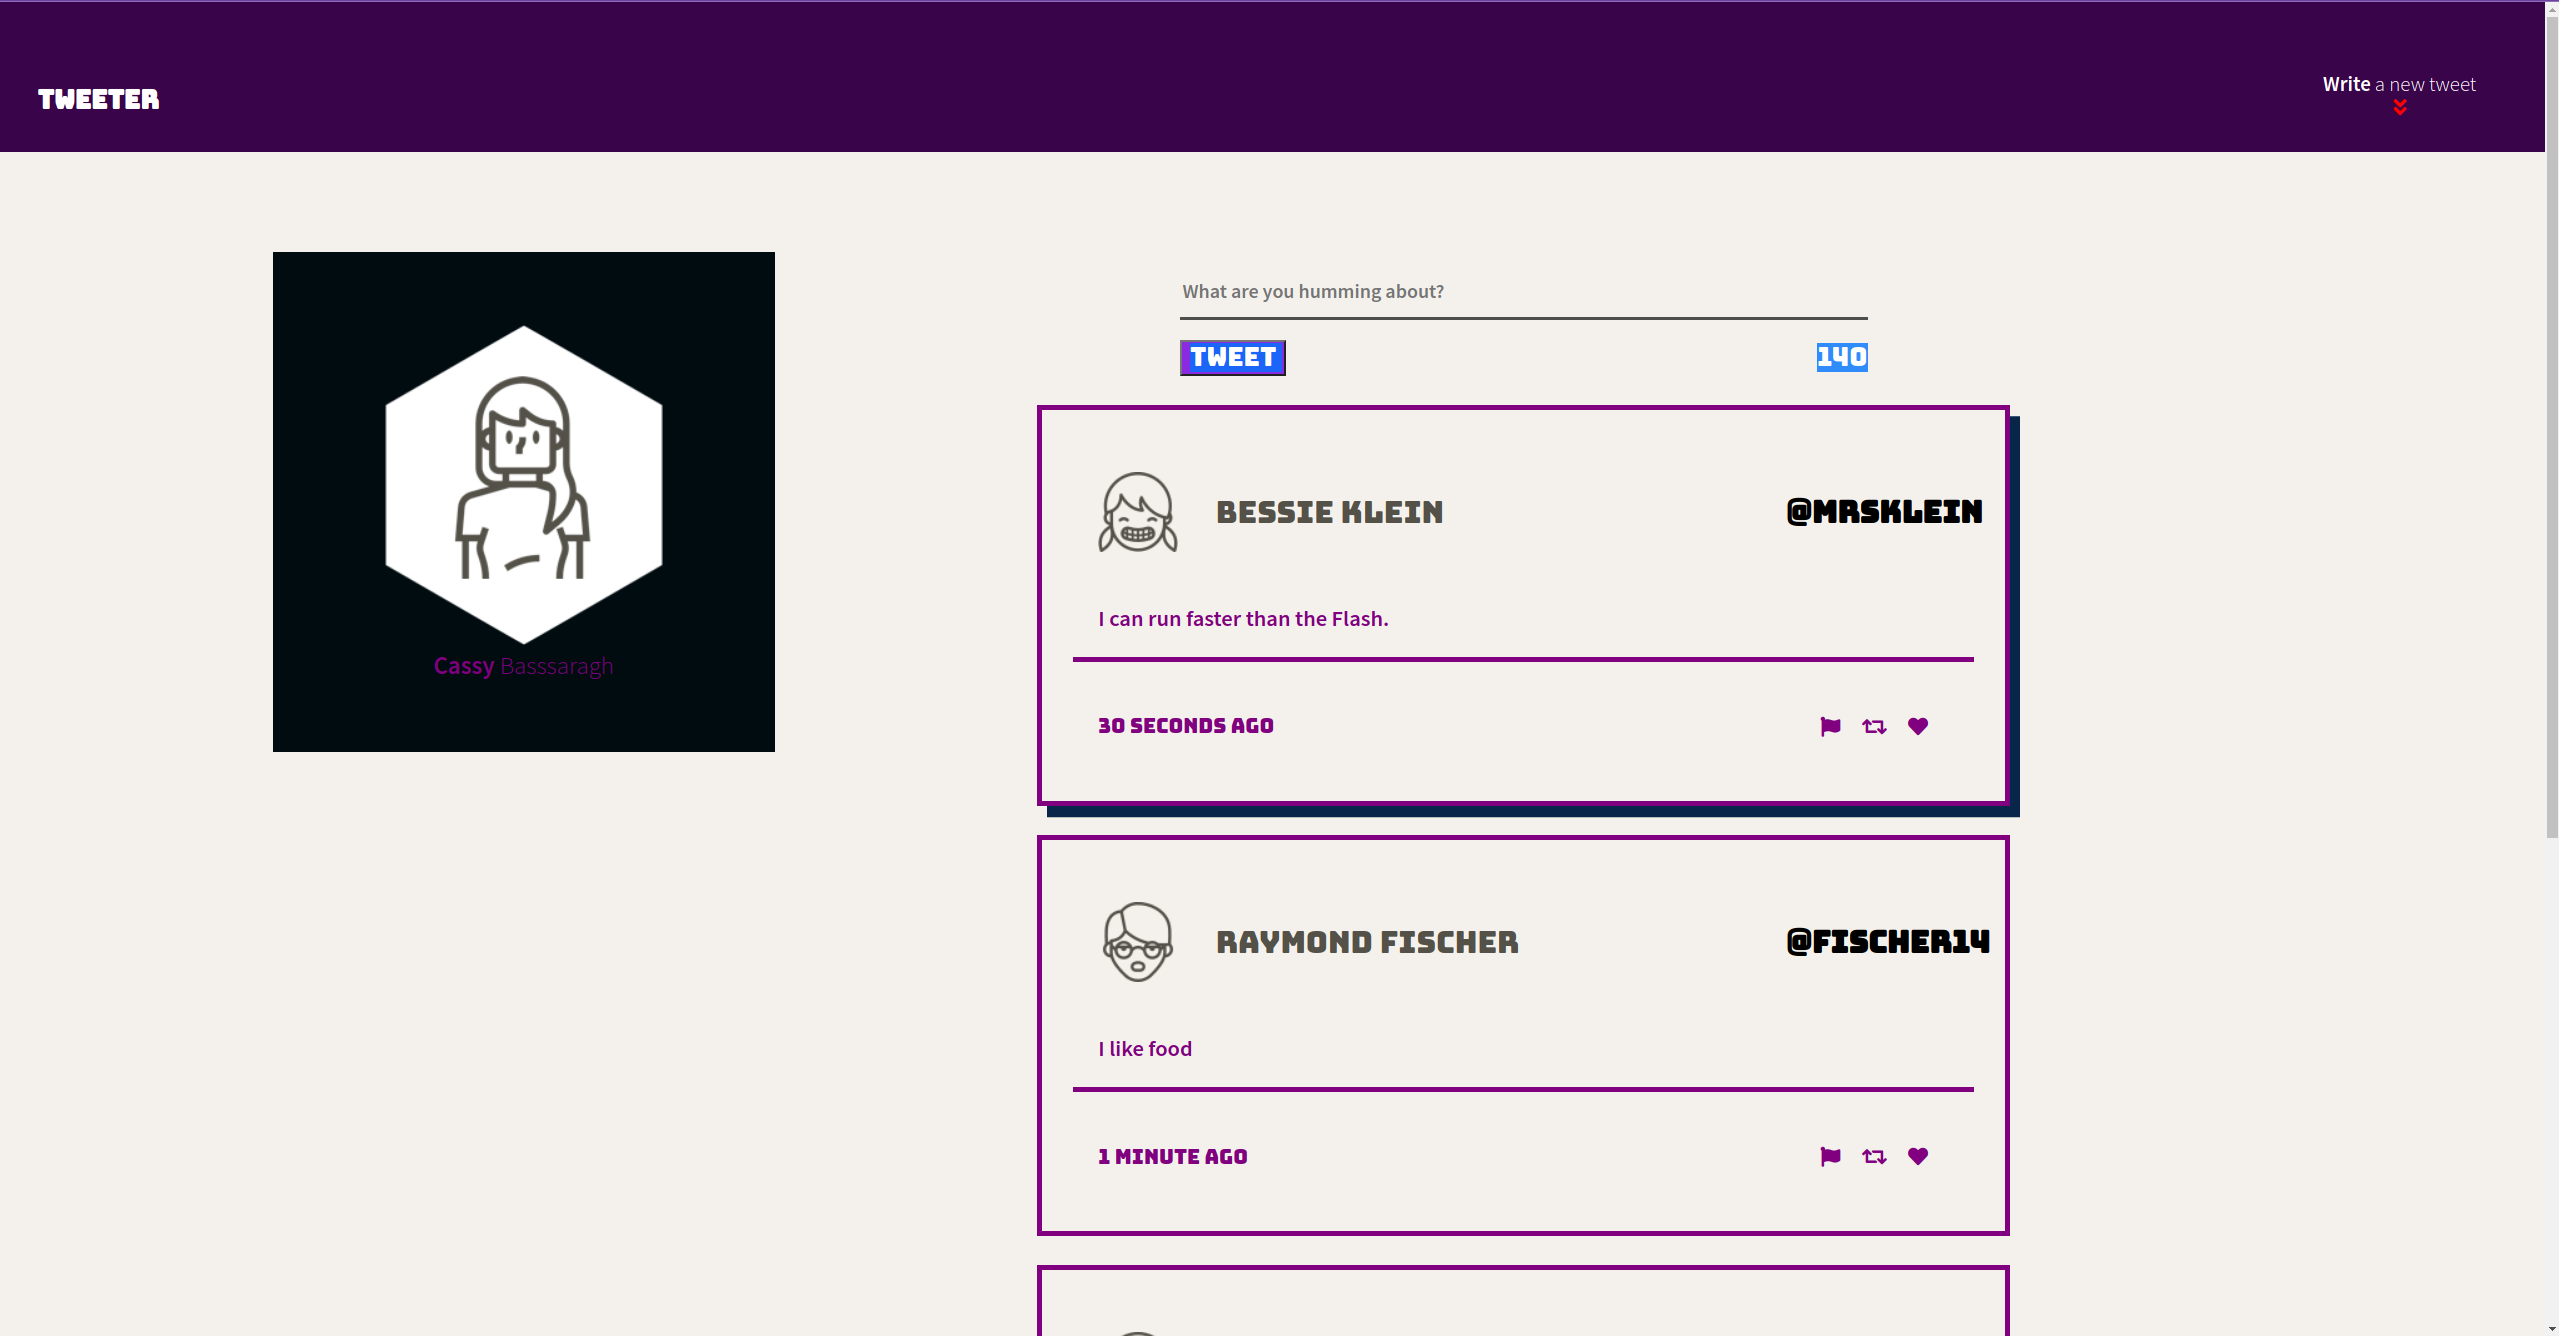 TWEETER
Write a new tweet
Cassy Basssaragh
What are you humming about?
TWEET 140
BESSIE KLEIN @MRSKLEIN
I can run faster than the Flash.
30 SECONDS AGO
RAYMOND FISCHER @FISCHER14
I like food
1 MINUTE AGO